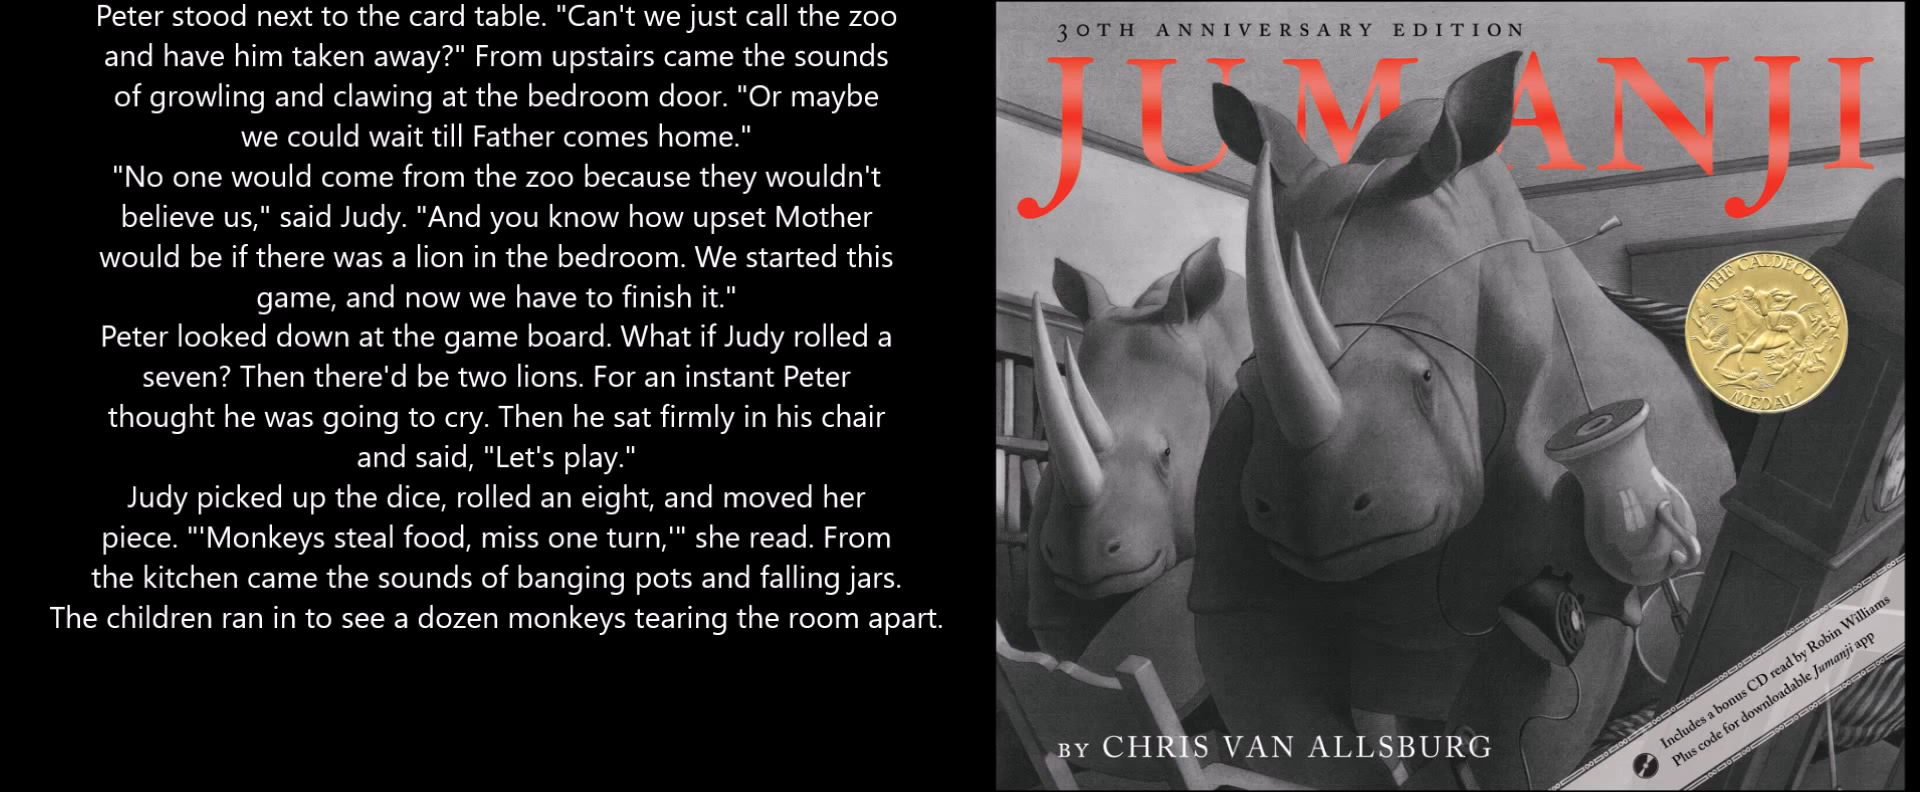 Peter stood next to the card table. "Can't we just call the zoo
and have him taken away?" From upstairs came the sounds
of growling and clawing at the bedroom door. "Or maybe
we could wait till Father comes home."
"No one would come from the zoo because they wouldn't
believe us," said Judy. "And you know how upset Mother
would be if there was a lion in the bedroom. We started this
game, and now we have to finish it."
Peter looked down at the game board. What if Judy rolled a
seven? Then there'd be two lions. For an instant Peter
thought he was going to cry. Then he sat firmly in his chair
and said, "Let's play."
Judy picked up the dice, rolled an eight, and moved her
piece. "'Monkeys steal food, miss one turn,'" she read. From
the kitchen came the sounds of banging pots and falling jars.
The children ran in to see a dozen monkeys tearing the room apart.
30TH ANNIVERSARY EDITION
JUMANJI
THE CALDECOTT
MEDAL
Includes a bonus CD read by Robin Williams
Plus code for downloadable Jumanji app
BY CHRIS VAN ALLSBURG